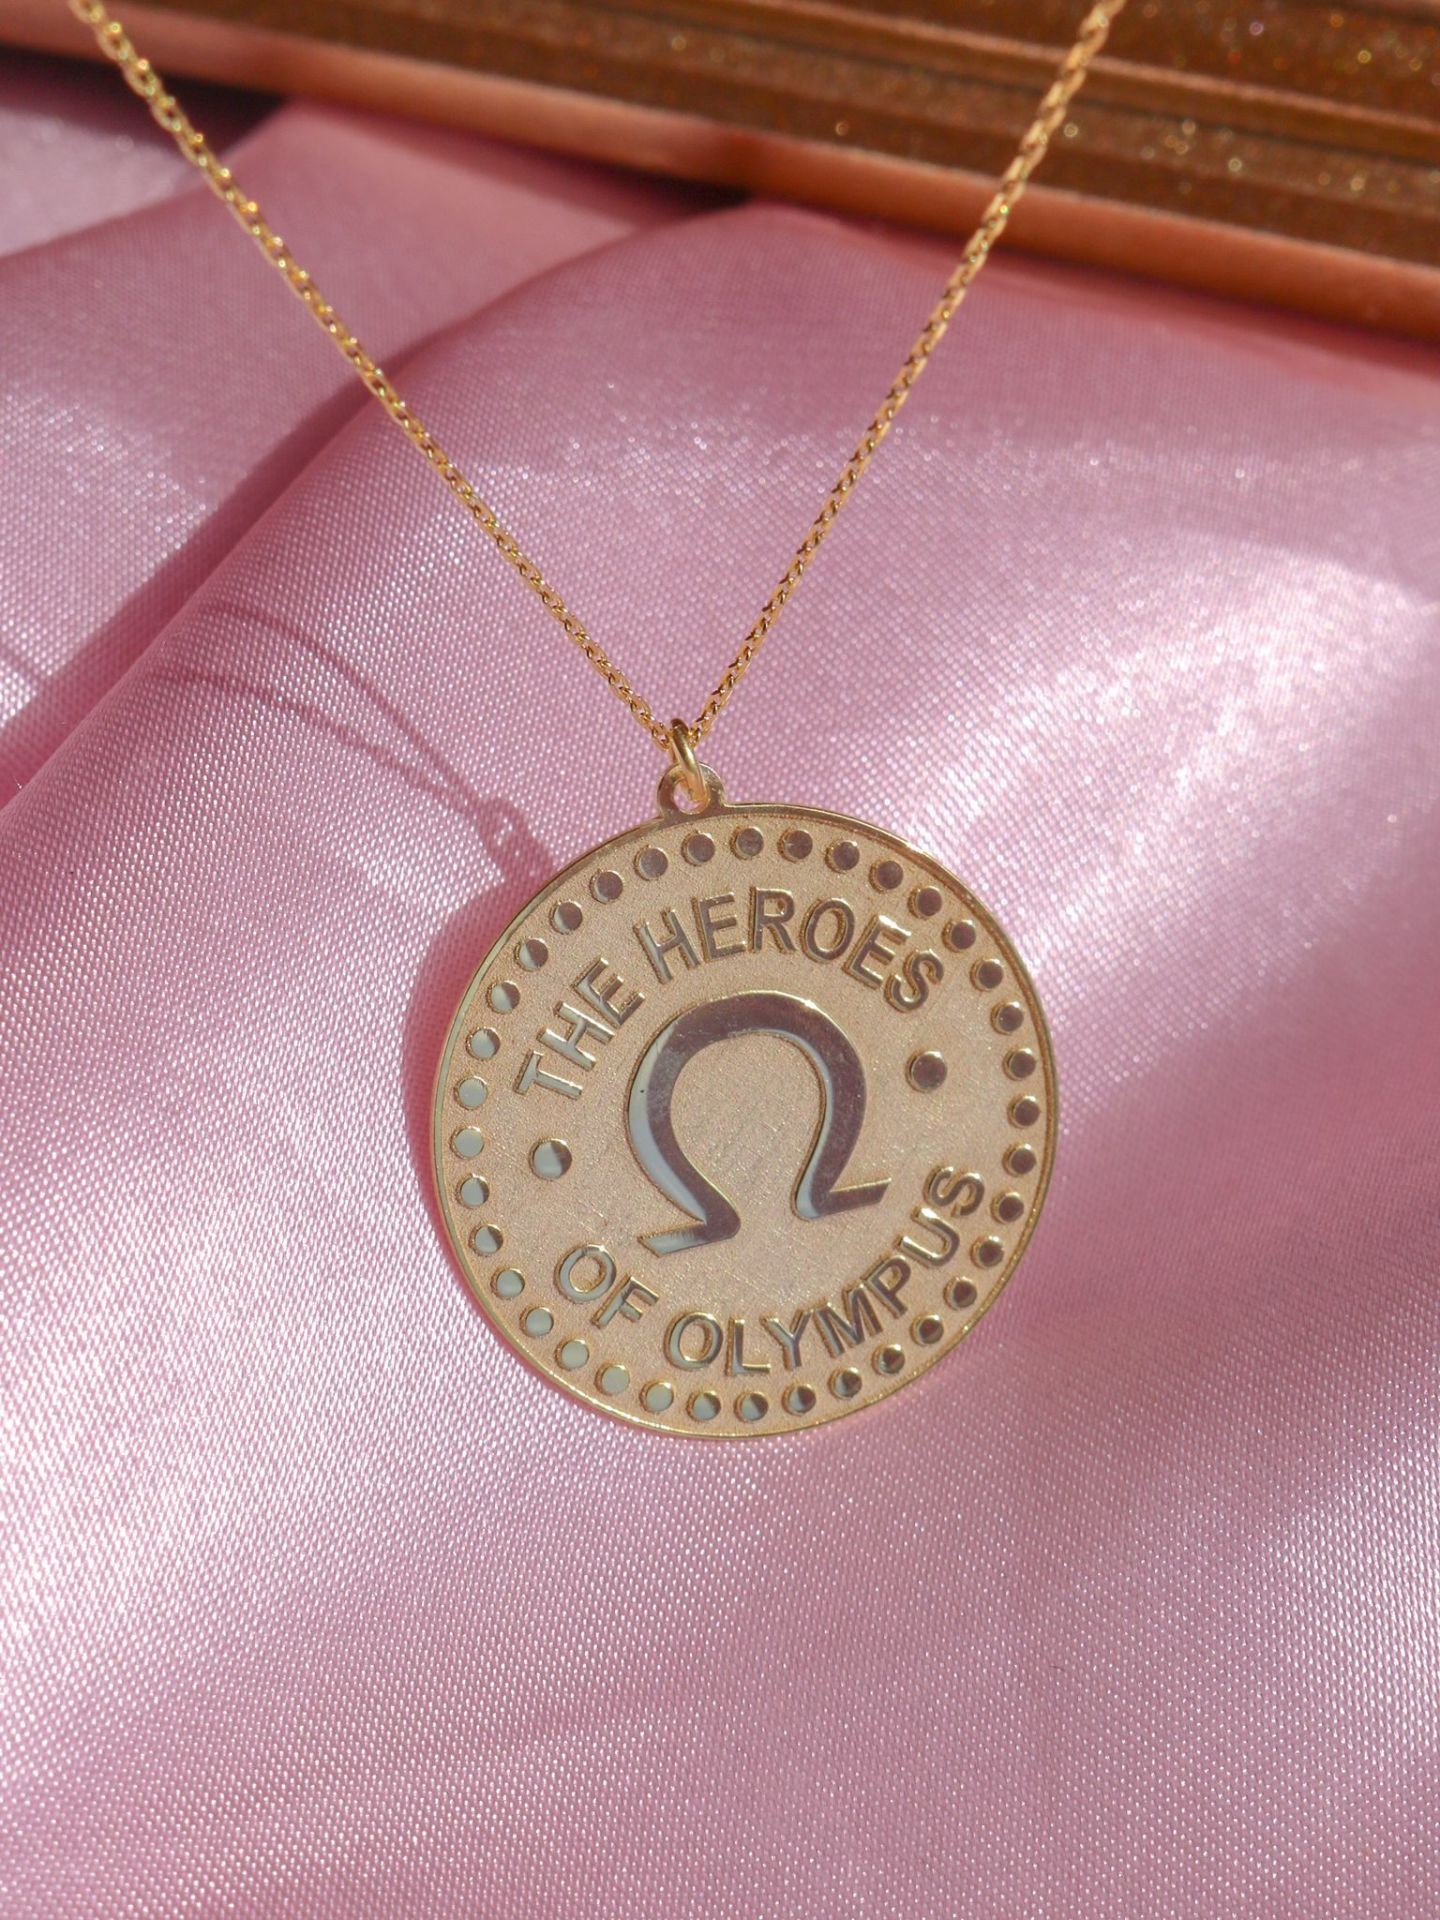 THE HEROES
Ω
OF OLYMPUS